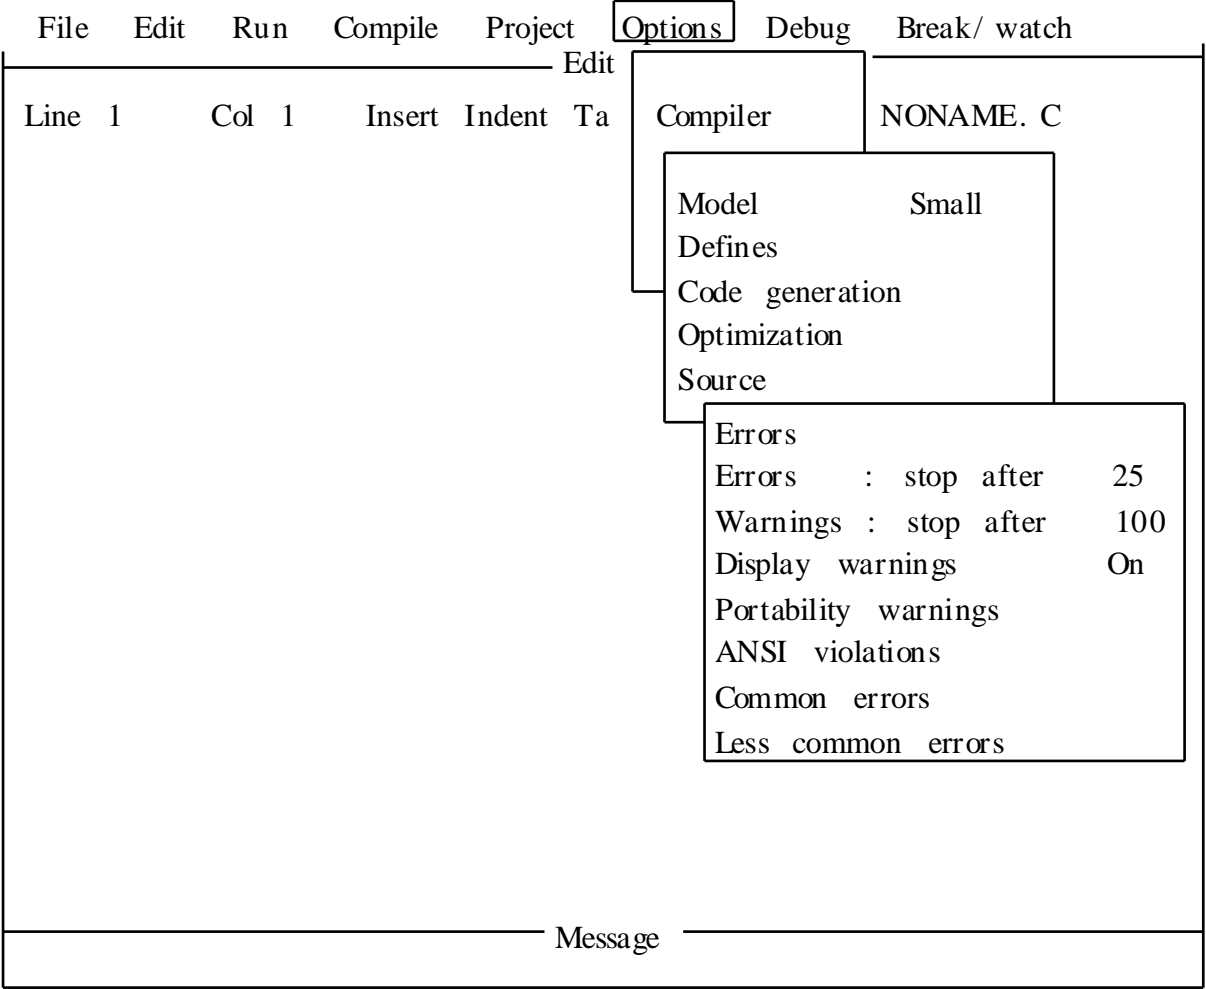 File Edit Run Compile Project Options Debug Break/ watch
Edit
Line 1 Col 1 Insert Indent Ta Compiler NONAME. C
Model Small
Defines
Code generation
Optimization
Source
Errors
Errors : stop after 25
Warnings : stop after 100
Display warnings On
Portability warnings
ANSI violations
Common errors
Less common errors
Message